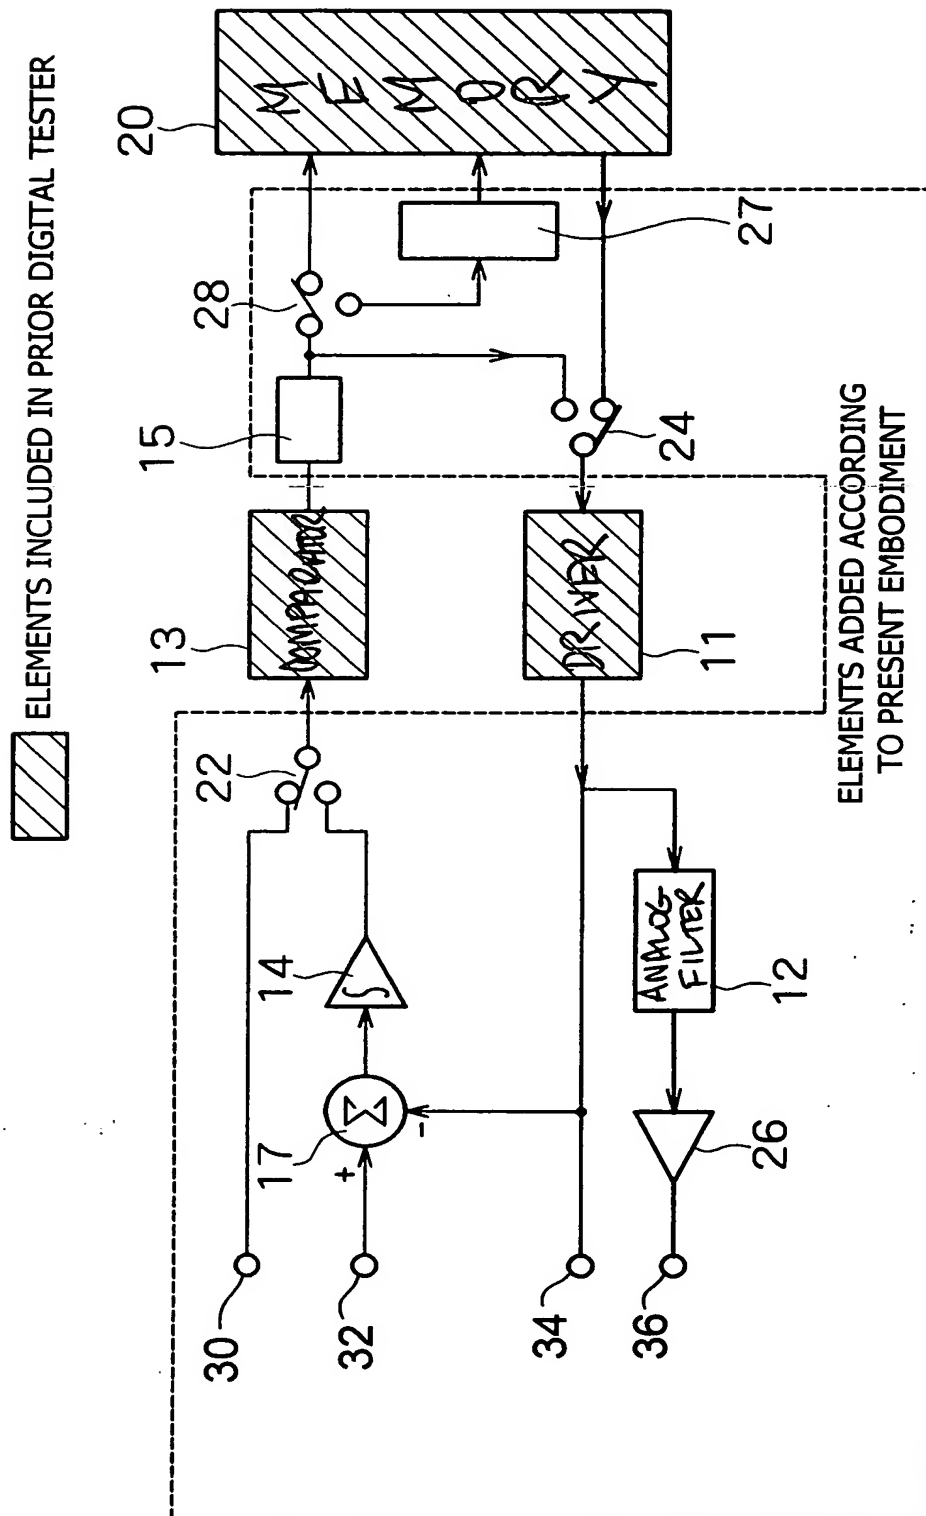 ELEMENTS INCLUDED IN PRIOR DIGITAL TESTER
20
MEMORY
28
27
15
24
13
COMPARATOR
DRIVER
11
ELEMENTS ADDED ACCORDING
TO PRESENT EMBODIMENT
22
14
∫
ANALOG
FILTER
12
17
Σ
+
-
26
30
32
34
36